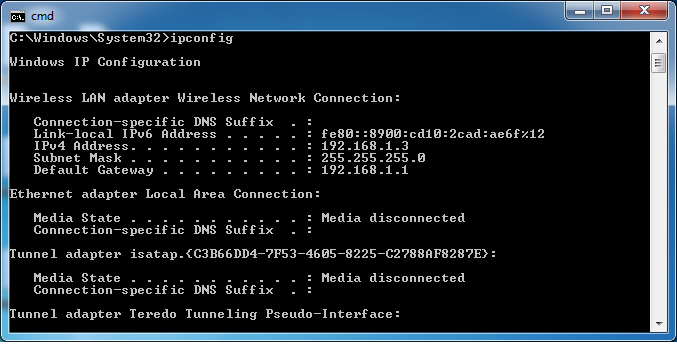 cmd
C:\Windows\System32>ipconfig
Windows IP Configuration
Wireless LAN adapter Wireless Network Connection:
   Connection-specific DNS Suffix  . :
   Link-local IPv6 Address . . . . . : fe80::8900:cd10:2cad:ae6f%12
   IPv4 Address. . . . . . . . . . . : 192.168.1.3
   Subnet Mask . . . . . . . . . . . : 255.255.255.0
   Default Gateway . . . . . . . . . : 192.168.1.1
Ethernet adapter Local Area Connection:
   Media State . . . . . . . . . . . : Media disconnected
   Connection-specific DNS Suffix  . :
Tunnel adapter isatap.{C3B66DD4-7F53-4605-8225-C2788AF8287E}:
   Media State . . . . . . . . . . . : Media disconnected
   Connection-specific DNS Suffix  . :
Tunnel adapter Teredo Tunneling Pseudo-Interface: